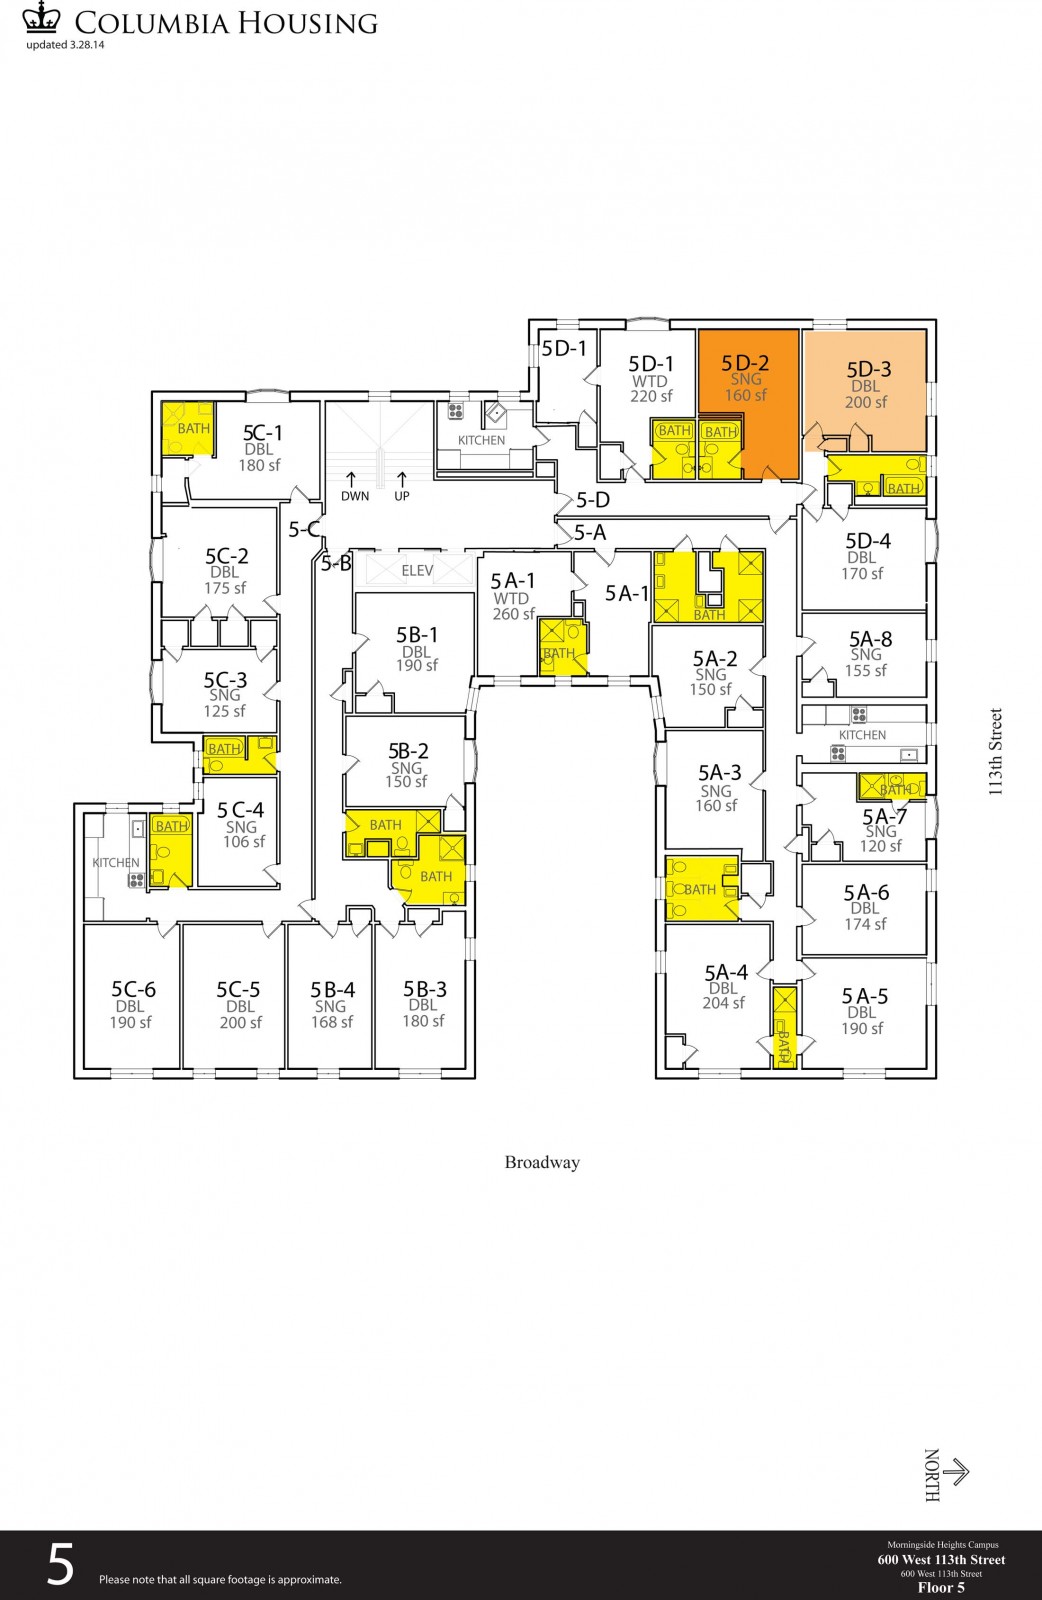 COLUMBIA HOUSING
updated 3.28.14
5D-1
5D-1
WTD
220 sf
5D-2
SNG
160 sf
5D-3
DBL
200 sf
BATH
5C-1
DBL
180 sf
KITCHEN
BATH
BATH
DWN
UP
BATH
5-D
5-C
5-A
5-B
5C-2
DBL
175 sf
ELEV
5A-1
WTD
260 sf
5A-1
BATH
5D-4
DBL
170 sf
5B-1
DBL
190 sf
BATH
5A-2
SNG
150 sf
5A-8
SNG
155 sf
5C-3
SNG
125 sf
BATH
5B-2
SNG
150 sf
5A-3
SNG
160 sf
KITCHEN
113th Street
BATH
5A-7
SNG
120 sf
5C-4
SNG
106 sf
BATH
BATH
KITCHEN
BATH
BATH
5A-6
DBL
174 sf
5C-6
DBL
190 sf
5C-5
DBL
200 sf
5B-4
SNG
168 sf
5B-3
DBL
180 sf
5A-4
DBL
204 sf
BATH
5A-5
DBL
190 sf
Broadway
NORTH
5
Please note that all square footage is approximate.
Morningside Heights Campus
600 West 113th Street
600 West 113th Street
Floor 5